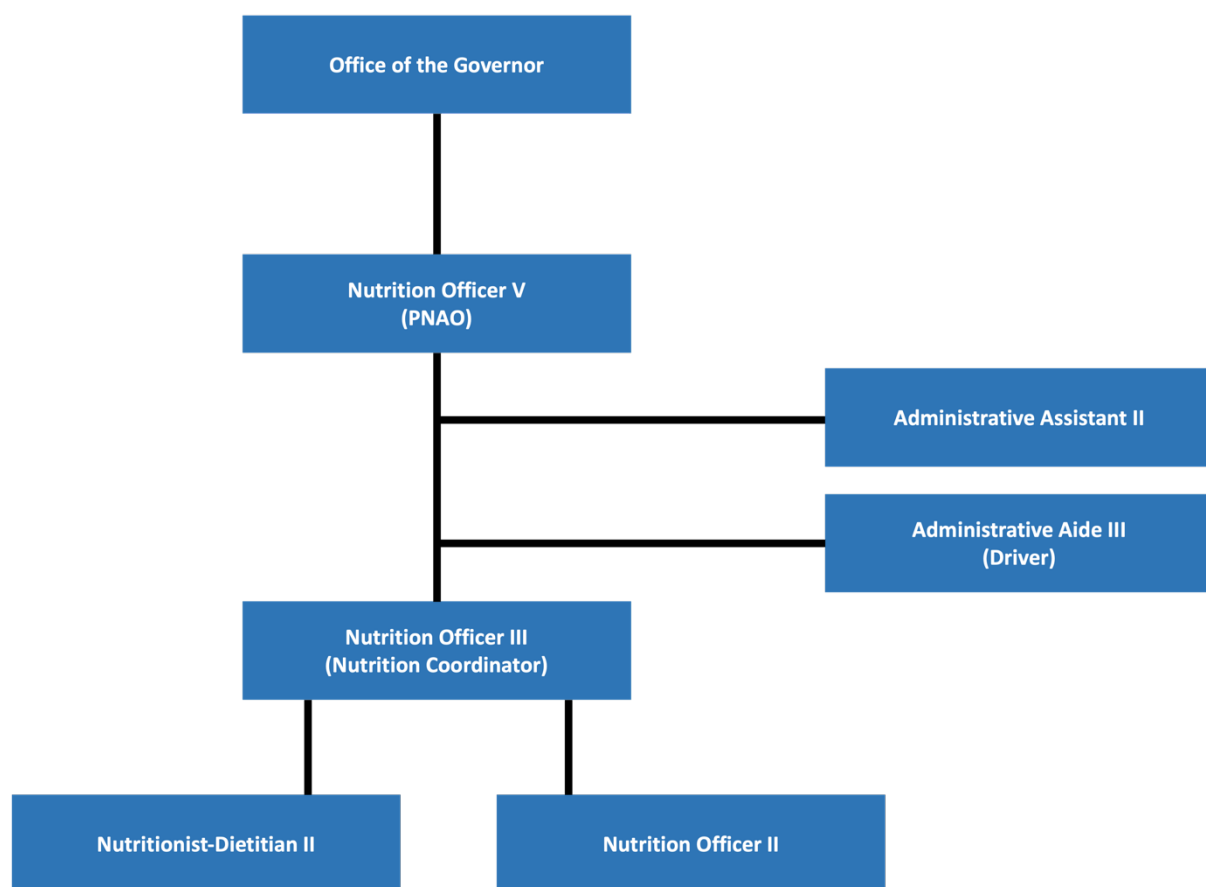 Office of the Governor
Nutrition Officer V
(PNAO)
Administrative Assistant II
Administrative Aide III
(Driver)
Nutrition Officer III
(Nutrition Coordinator)
Nutritionist-Dietitian II
Nutrition Officer II